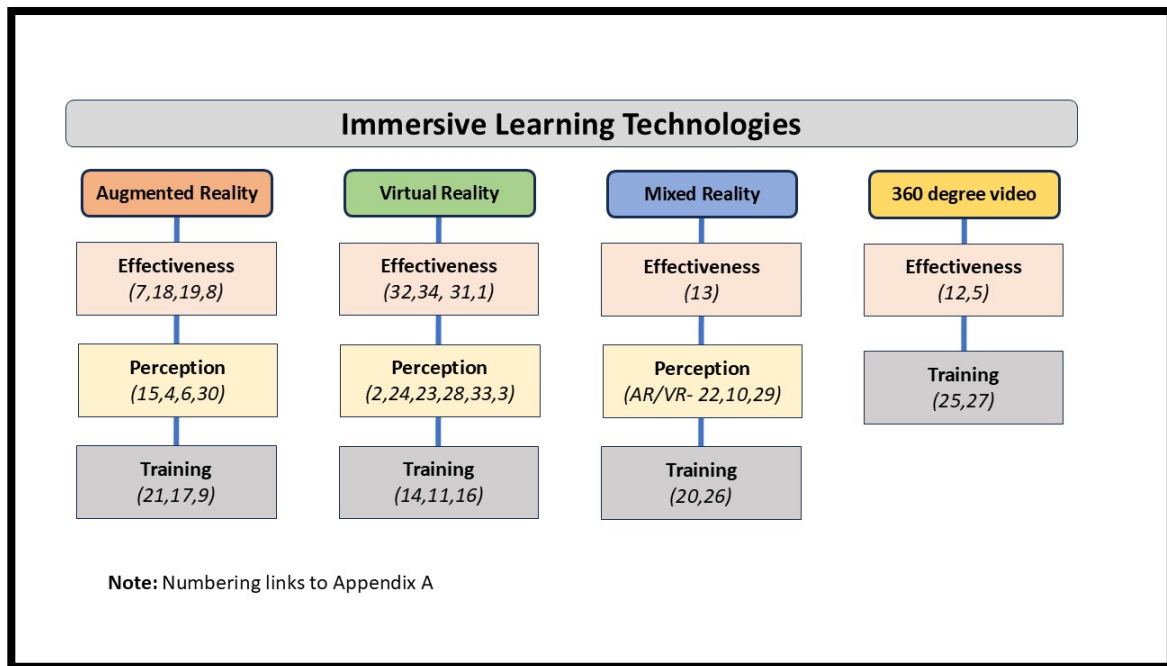 Immersive Learning Technologies
Augmented Reality
Effectiveness
(7,18,19,8)
Perception
(15,4,6,30)
Training
(21,17,9)
Virtual Reality
Effectiveness
(32,34, 31,1)
Perception
(2,24,23,28,33,3)
Training
(14,11,16)
Mixed Reality
Effectiveness
(13)
Perception
(AR/VR- 22,10,29)
Training
(20,26)
360 degree video
Effectiveness
(12,5)
Training
(25,27)
Note: Numbering links to Appendix A